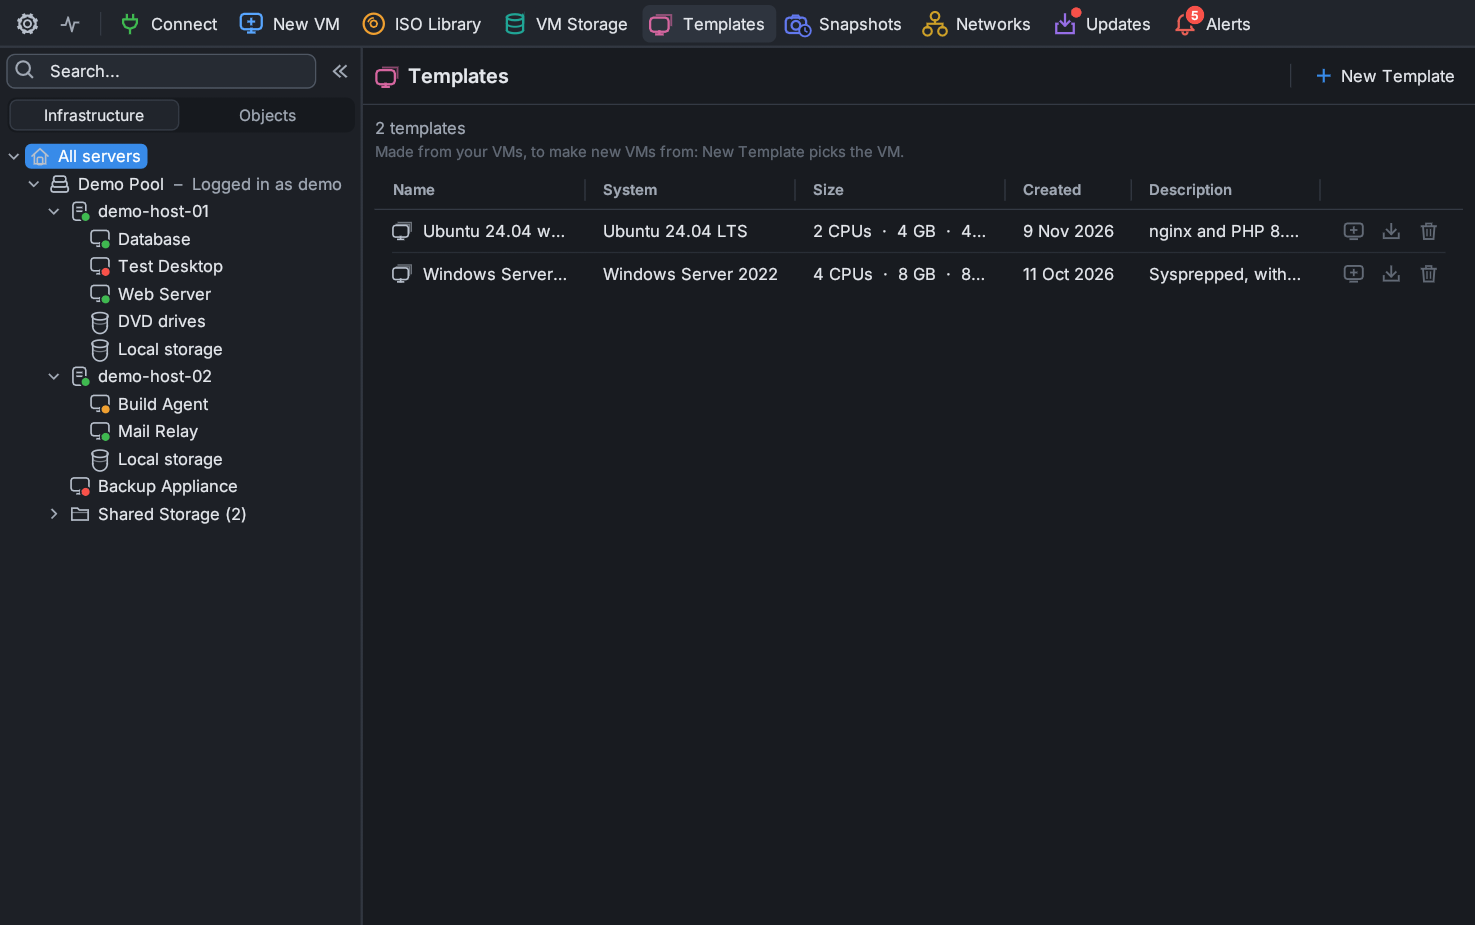 Connect New VM ISO Library VM Storage Templates Snapshots Networks Updates 5 Alerts
Search...
Templates
New Template
Infrastructure Objects
2 templates
Made from your VMs, to make new VMs from: New Template picks the VM.
All servers
Demo Pool – Logged in as demo
demo-host-01
Database
Test Desktop
Web Server
DVD drives
Local storage
demo-host-02
Build Agent
Mail Relay
Local storage
Backup Appliance
Shared Storage (2)
Name System Size Created Description
Ubuntu 24.04 w... Ubuntu 24.04 LTS 2 CPUs · 4 GB · 4... 9 Nov 2026 nginx and PHP 8....
Windows Server... Windows Server 2022 4 CPUs · 8 GB · 8... 11 Oct 2026 Sysprepped, with...